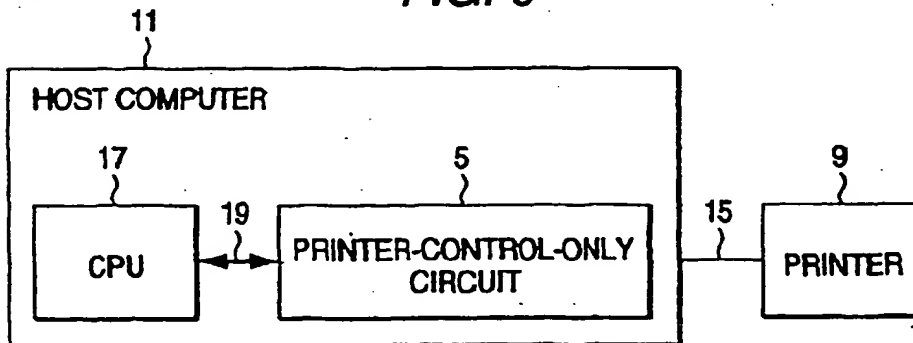 11
HOST COMPUTER
17
5
9
19
15
CPU
PRINTER-CONTROL-ONLY
CIRCUIT
PRINTER